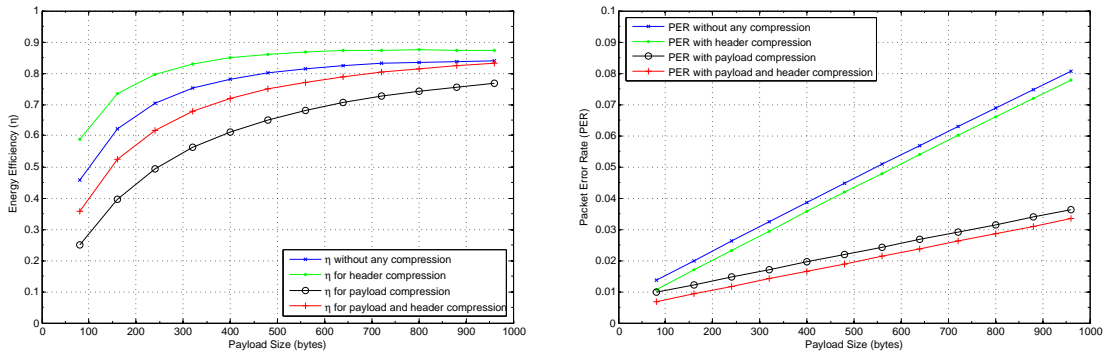 1
0.9
0.8
0.7
0.6
0.5
0.4
0.3
0.2
0.1
0
Energy Efficiency (η)
0 100 200 300 400 500 600 700 800 900 1000
Payload Size (bytes)
η without any compression
η for header compression
η for payload compression
η for payload and header compression
0.1
0.09
0.08
0.07
0.06
0.05
0.04
0.03
0.02
0.01
0
Packet Error Rate (PER)
0 100 200 300 400 500 600 700 800 900 1000
Payload Size (bytes)
PER without any compression
PER with header compression
PER with payload compression
PER with payload and header compression